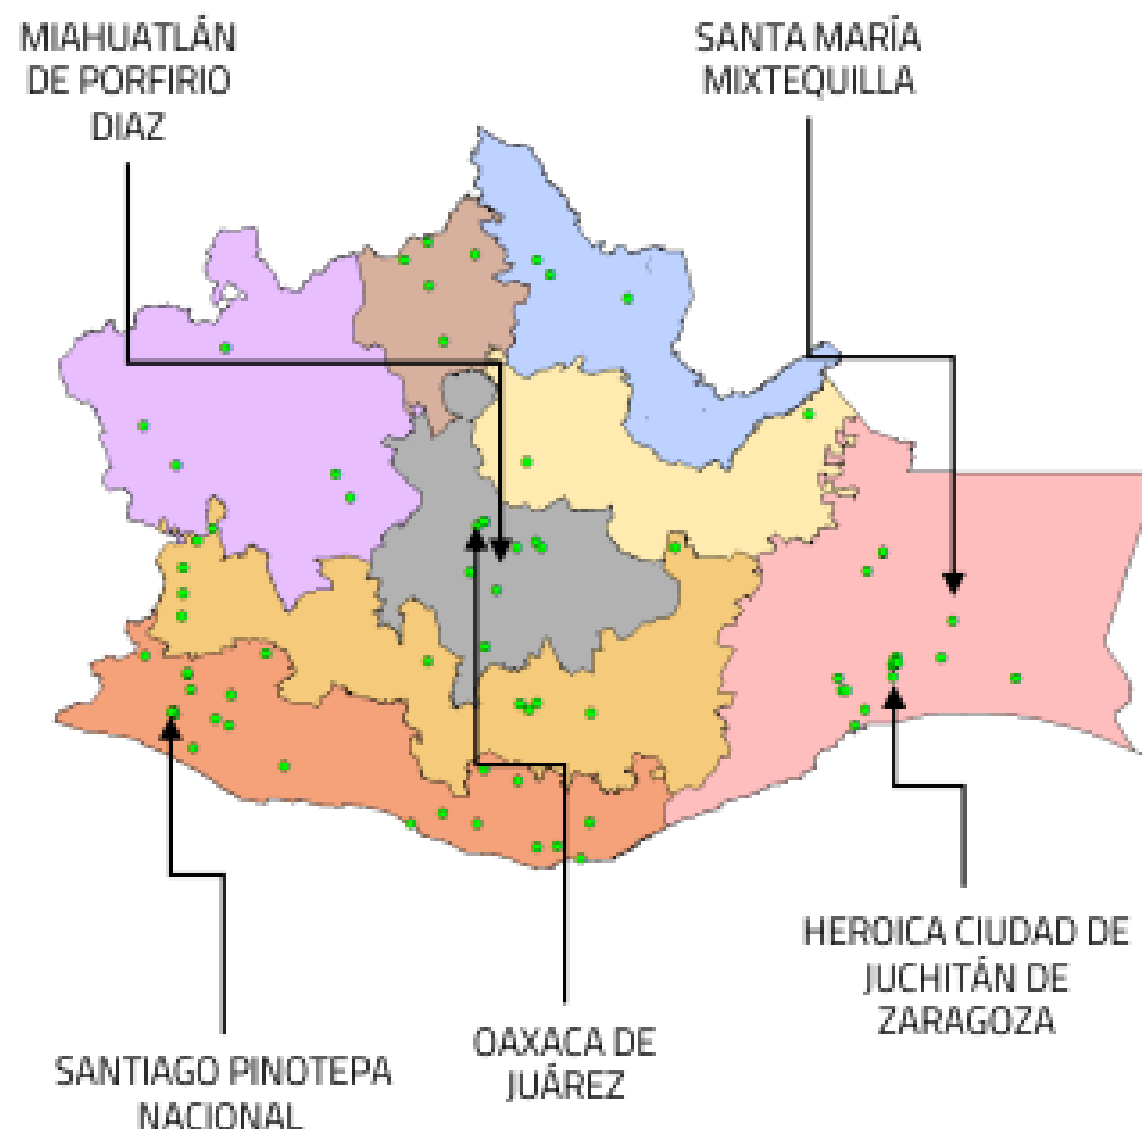 MIAHUATLÁN
DE PORFIRIO
DIAZ
SANTA MARÍA
MIXTEQUILLA
HEROICA CIUDAD DE
JUCHITÁN DE
ZARAGOZA
OAXACA DE
JUÁREZ
SANTIAGO PINOTEPA
NACIONAL